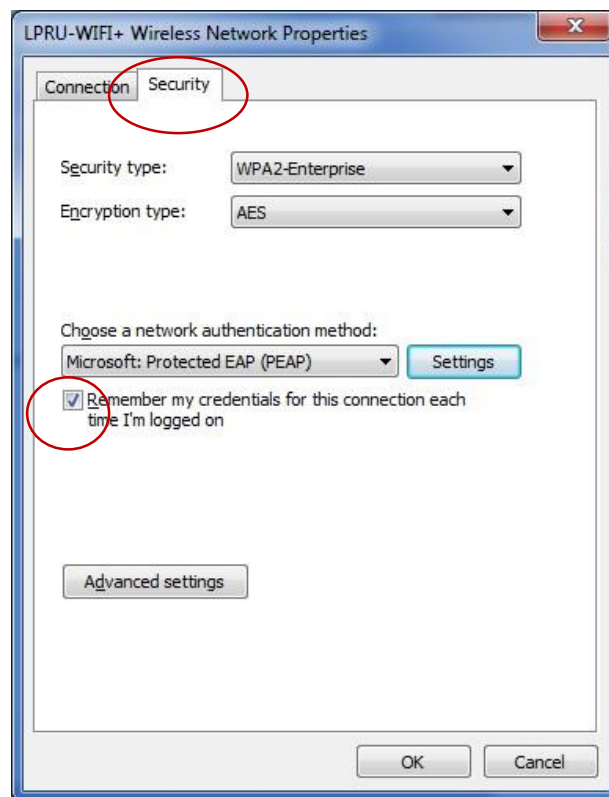 LPRU-WIFI+ Wireless Network Properties
Connection Security
Security type: WPA2-Enterprise
Encryption type: AES
Choose a network authentication method:
Microsoft: Protected EAP (PEAP) Settings
Remember my credentials for this connection each
time I'm logged on
Advanced settings
OK Cancel